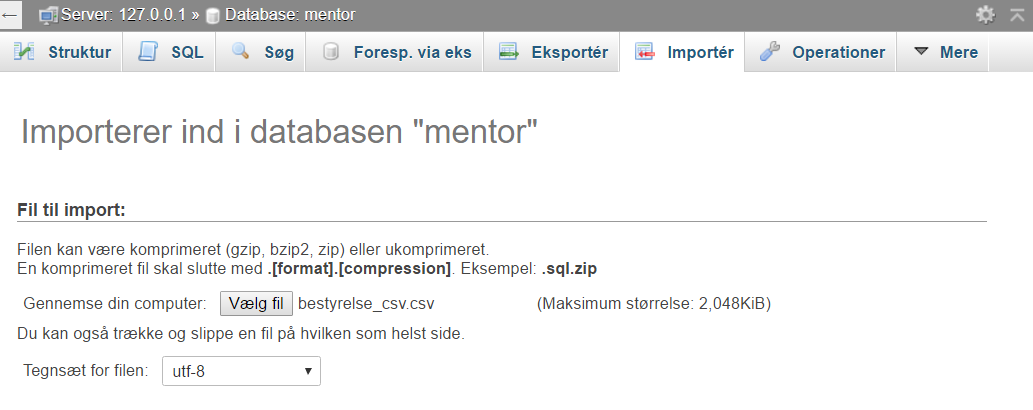 Server: 127.0.0.1 » Database: mentor
Struktur SQL Søg Foresp. via eks Eksportér Importér Operationer Mere
Importerer ind i databasen "mentor"
Fil til import:
Filen kan være komprimeret (gzip, bzip2, zip) eller ukomprimeret.
En komprimeret fil skal slutte med .[format].[compression]. Eksempel: .sql.zip
Gennemse din computer: Vælg fil bestyrelse_csv.csv (Maksimum størrelse: 2,048KiB)
Du kan også trække og slippe en fil på hvilken som helst side.
Tegnsæt for filen: utf-8